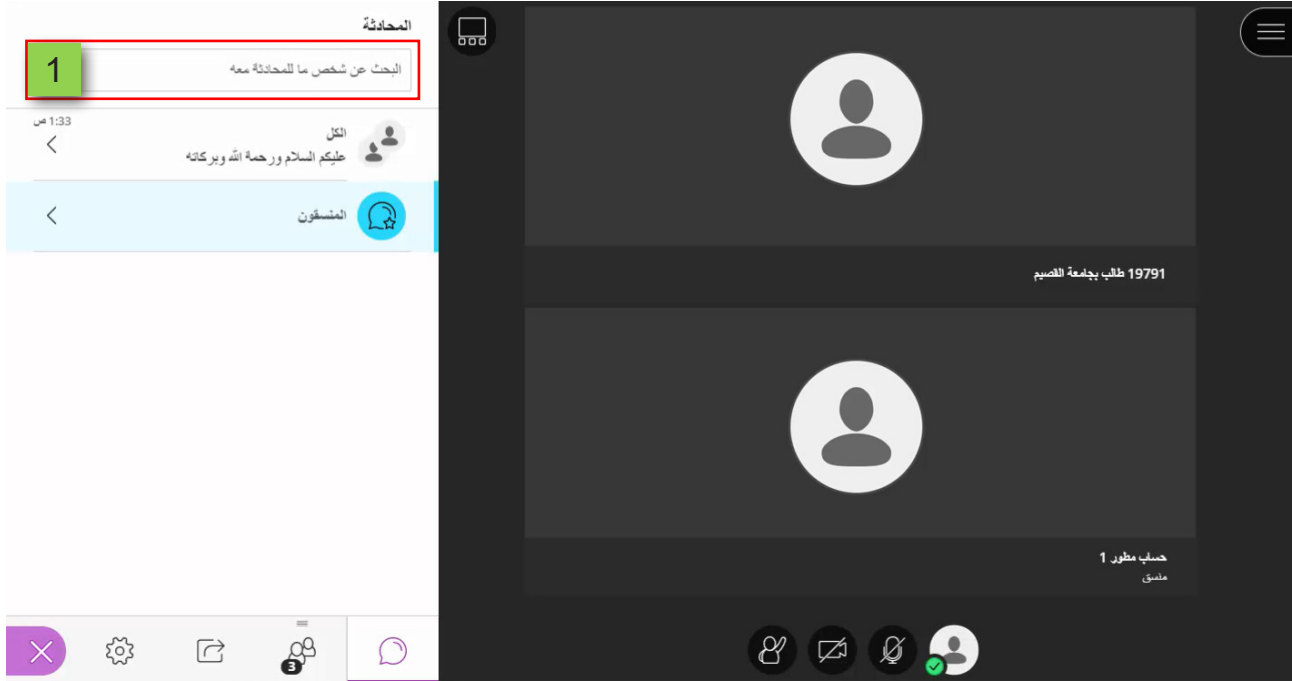 المحادثة
1
البحث عن شخص ما للمحادثة معه
1:33 ص
الكل
عليكم السلام ورحمة الله وبركاته
المنسقون
3
19791 طالب بجامعة القصيم
حساب مطور 1
منسق